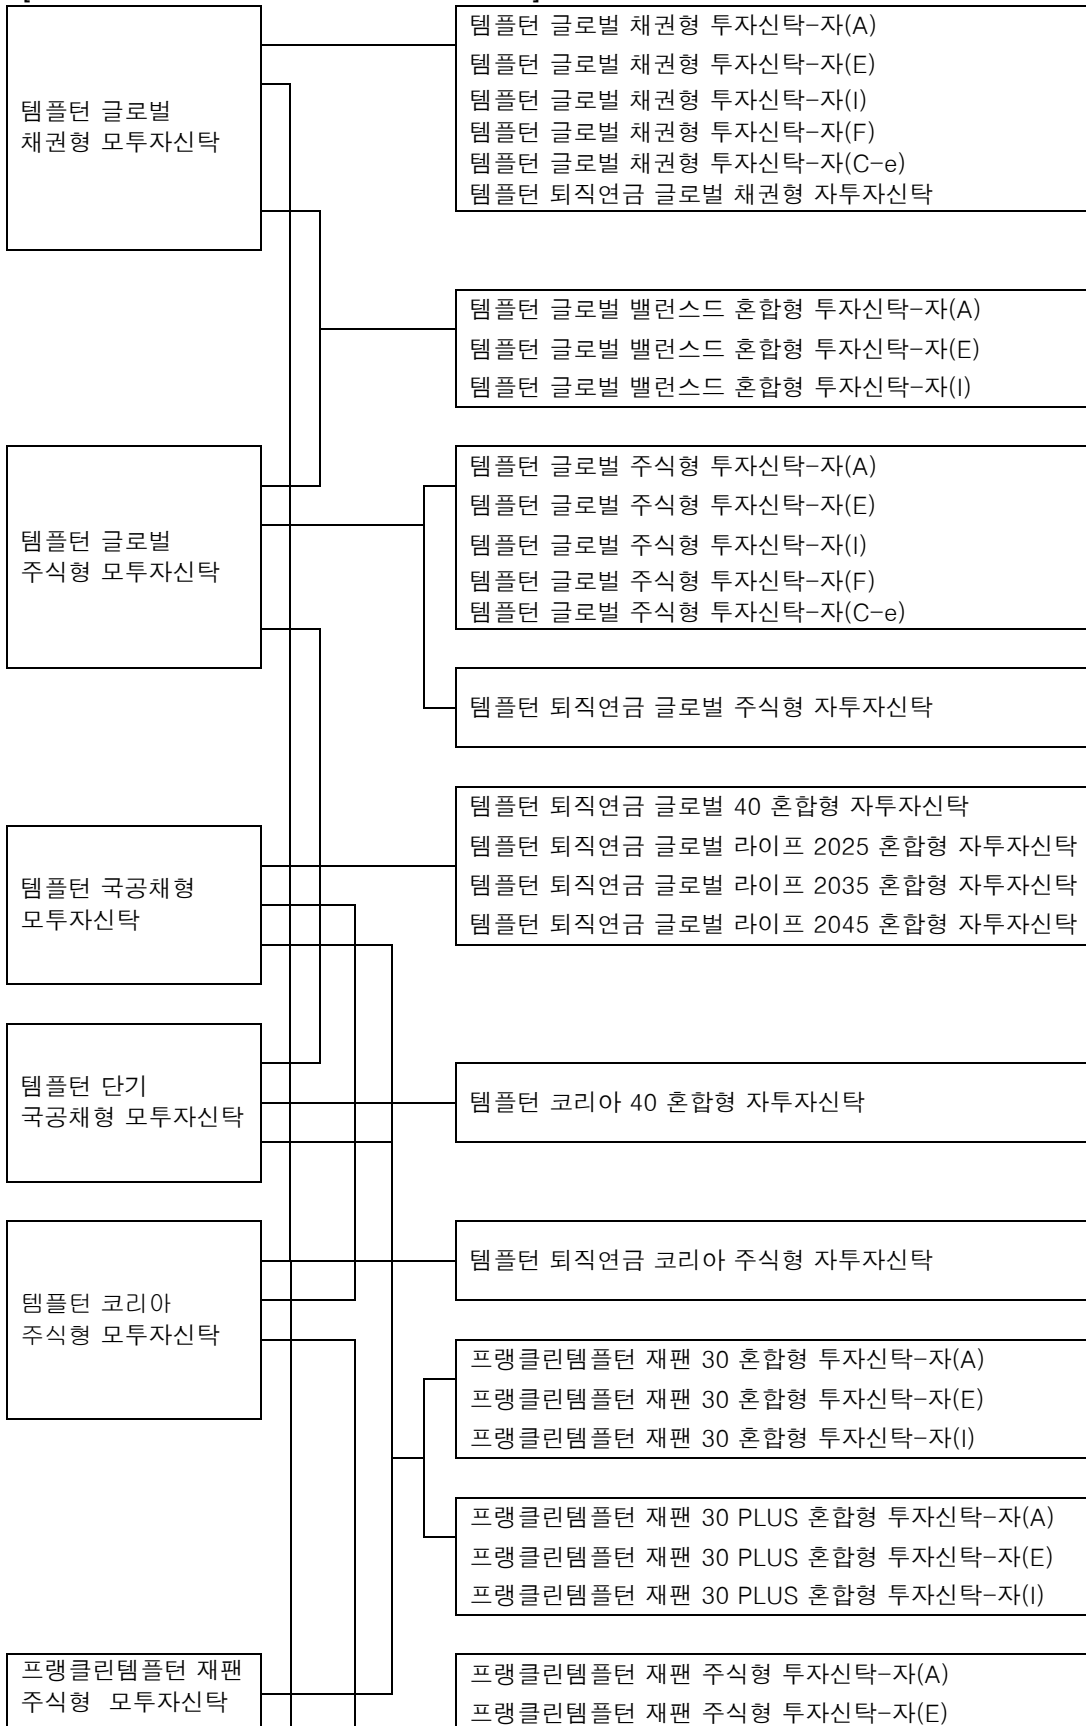 템플턴 글로벌
채권형 모투자신탁
템플턴 글로벌 채권형 투자신탁-자(A)
템플턴 글로벌 채권형 투자신탁-자(E)
템플턴 글로벌 채권형 투자신탁-자(I)
템플턴 글로벌 채권형 투자신탁-자(F)
템플턴 글로벌 채권형 투자신탁-자(C-e)
템플턴 퇴직연금 글로벌 채권형 자투자신탁
템플턴 글로벌 밸런스드 혼합형 투자신탁-자(A)
템플턴 글로벌 밸런스드 혼합형 투자신탁-자(E)
템플턴 글로벌 밸런스드 혼합형 투자신탁-자(I)
템플턴 글로벌
주식형 모투자신탁
템플턴 글로벌 주식형 투자신탁-자(A)
템플턴 글로벌 주식형 투자신탁-자(E)
템플턴 글로벌 주식형 투자신탁-자(I)
템플턴 글로벌 주식형 투자신탁-자(F)
템플턴 글로벌 주식형 투자신탁-자(C-e)
템플턴 퇴직연금 글로벌 주식형 자투자신탁
템플턴 국공채형
모투자신탁
템플턴 퇴직연금 글로벌 40 혼합형 자투자신탁
템플턴 퇴직연금 글로벌 라이프 2025 혼합형 자투자신탁
템플턴 퇴직연금 글로벌 라이프 2035 혼합형 자투자신탁
템플턴 퇴직연금 글로벌 라이프 2045 혼합형 자투자신탁
템플턴 단기
국공채형 모투자신탁
템플턴 코리아 40 혼합형 자투자신탁
템플턴 코리아
주식형 모투자신탁
템플턴 퇴직연금 코리아 주식형 자투자신탁
프랭클린템플턴 재팬 30 혼합형 투자신탁-자(A)
프랭클린템플턴 재팬 30 혼합형 투자신탁-자(E)
프랭클린템플턴 재팬 30 혼합형 투자신탁-자(I)
프랭클린템플턴 재팬 30 PLUS 혼합형 투자신탁-자(A)
프랭클린템플턴 재팬 30 PLUS 혼합형 투자신탁-자(E)
프랭클린템플턴 재팬 30 PLUS 혼합형 투자신탁-자(I)
프랭클린템플턴 재팬
주식형 모투자신탁
프랭클린템플턴 재팬 주식형 투자신탁-자(A)
프랭클린템플턴 재팬 주식형 투자신탁-자(E)